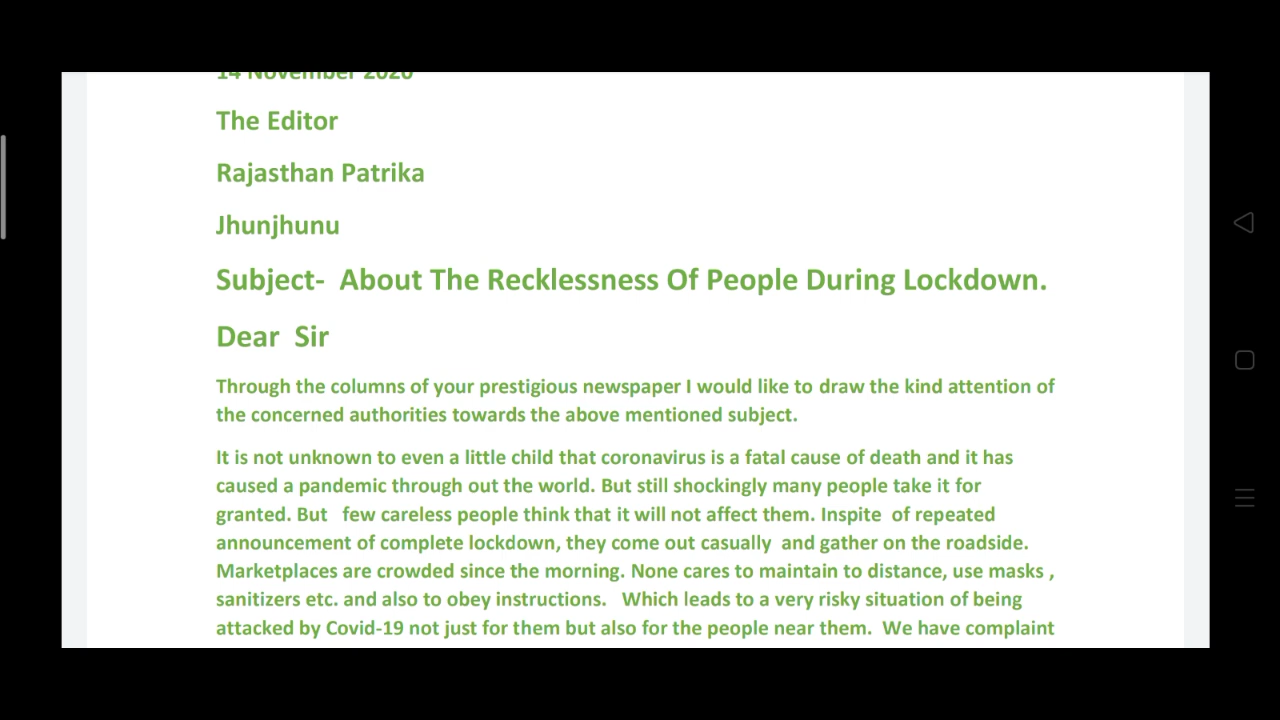 14 November 2020
The Editor
Rajasthan Patrika
Jhunjhunu
Subject-  About The Recklessness Of People During Lockdown.
Dear  Sir
Through the columns of your prestigious newspaper I would like to draw the kind attention of
the concerned authorities towards the above mentioned subject.
It is not unknown to even a little child that coronavirus is a fatal cause of death and it has
caused a pandemic through out the world. But still shockingly many people take it for
granted. But   few careless people think that it will not affect them. Inspite  of repeated
announcement of complete lockdown, they come out casually  and gather on the roadside.
Marketplaces are crowded since the morning. None cares to maintain to distance, use masks ,
sanitizers etc. and also to obey instructions.   Which leads to a very risky situation of being
attacked by Covid-19 not just for them but also for the people near them.  We have complaint